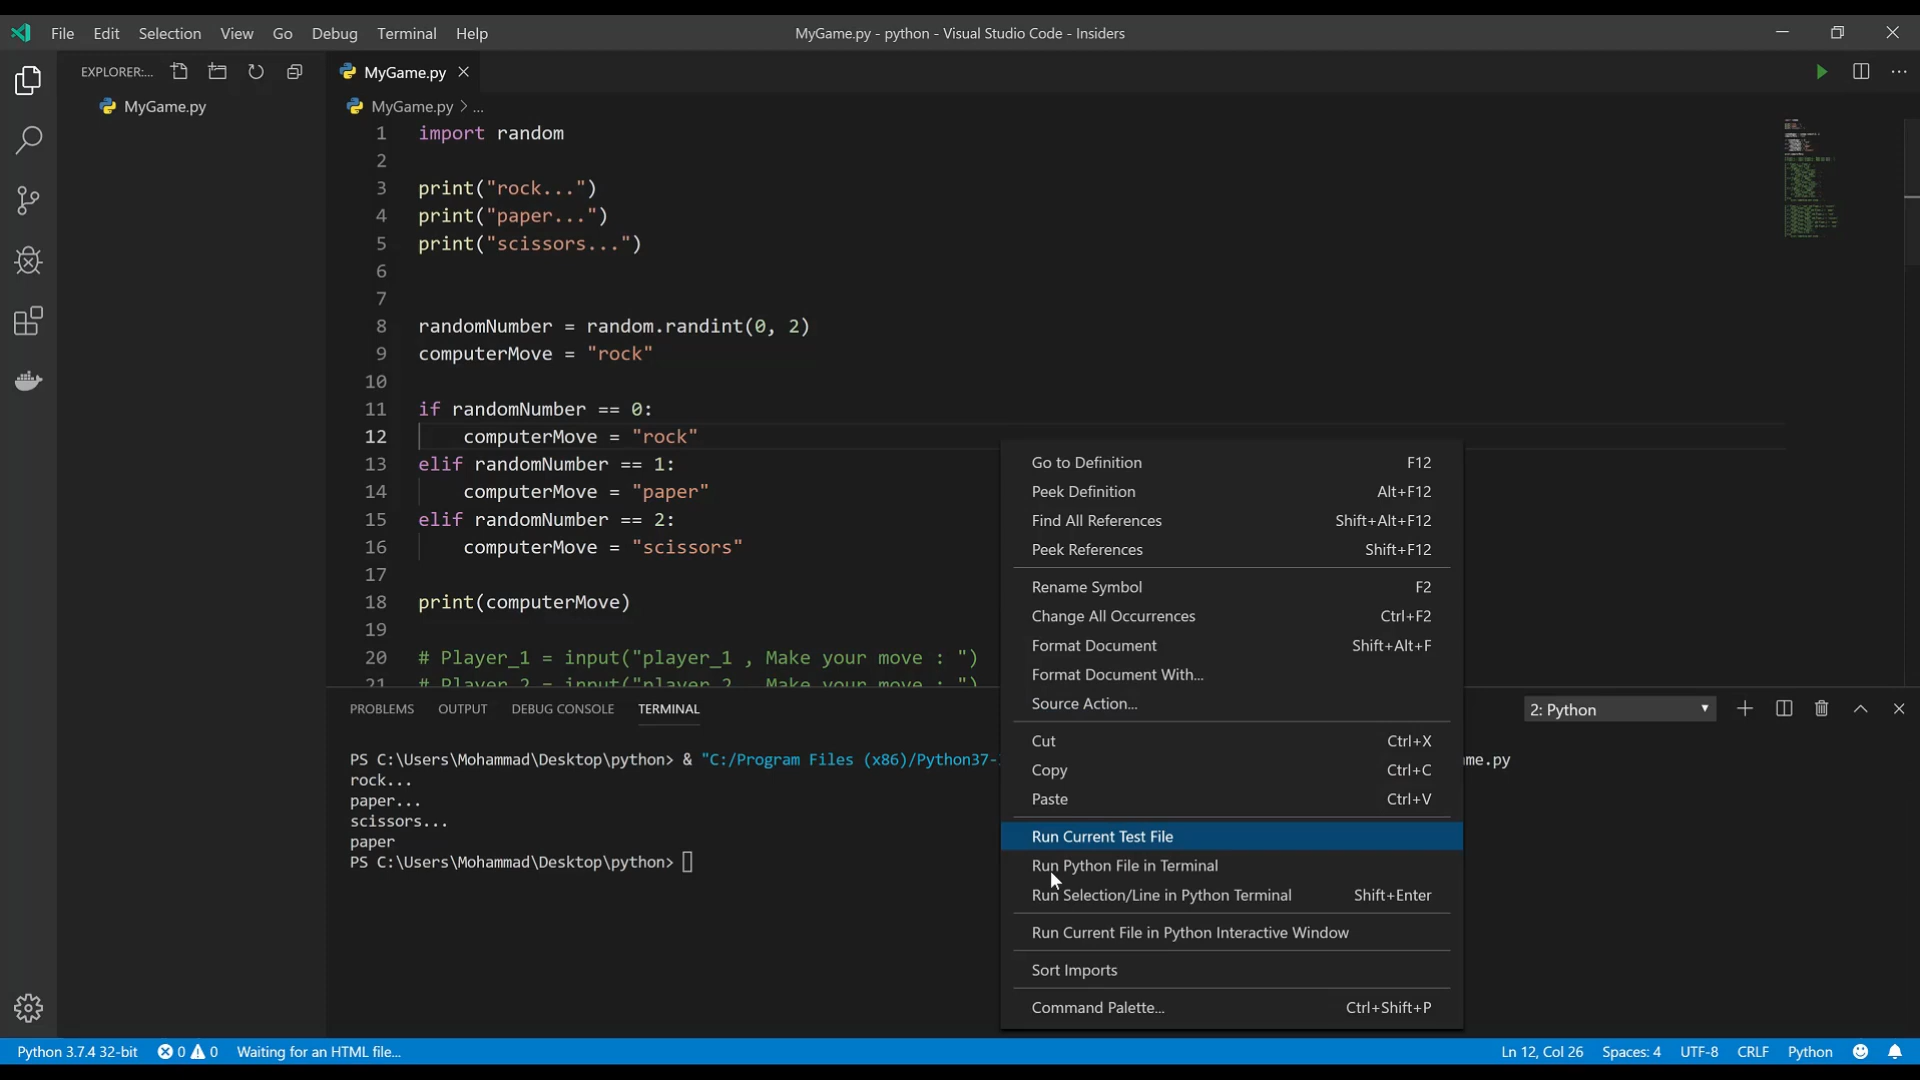 File Edit Selection View Go Debug Terminal Help
MyGame.py - python - Visual Studio Code - Insiders
EXPLORER:...
MyGame.py
MyGame.py
MyGame.py > ...
1 import random
2
3 print("rock...")
4 print("paper...")
5 print("scissors...")
6
7
8 randomNumber = random.randint(0, 2)
9 computerMove = "rock"
10
11 if randomNumber == 0:
12 computerMove = "rock"
13 elif randomNumber == 1:
14 computerMove = "paper"
15 elif randomNumber == 2:
16 computerMove = "scissors"
17
18 print(computerMove)
19
20 # Player_1 = input("player_1 , Make your move : ")
21 # Player_2 = input("player_2 , Make your move : ")
Go to Definition F12
Peek Definition Alt+F12
Find All References Shift+Alt+F12
Peek References Shift+F12
Rename Symbol F2
Change All Occurrences Ctrl+F2
Format Document Shift+Alt+F
Format Document With...
Source Action...
Cut Ctrl+X
Copy Ctrl+C
Paste Ctrl+V
Run Current Test File
Run Python File in Terminal
Run Selection/Line in Python Terminal Shift+Enter
Run Current File in Python Interactive Window
Sort Imports
Command Palette... Ctrl+Shift+P
PROBLEMS OUTPUT DEBUG CONSOLE TERMINAL
2: Python
PS C:\Users\Mohammad\Desktop\python> & "C:/Program Files (x86)/Python37- me.py
rock...
paper...
scissors...
paper
PS C:\Users\Mohammad\Desktop\python>
Python 3.7.4 32-bit 0 0 Waiting for an HTML file...
Ln 12, Col 26 Spaces: 4 UTF-8 CRLF Python